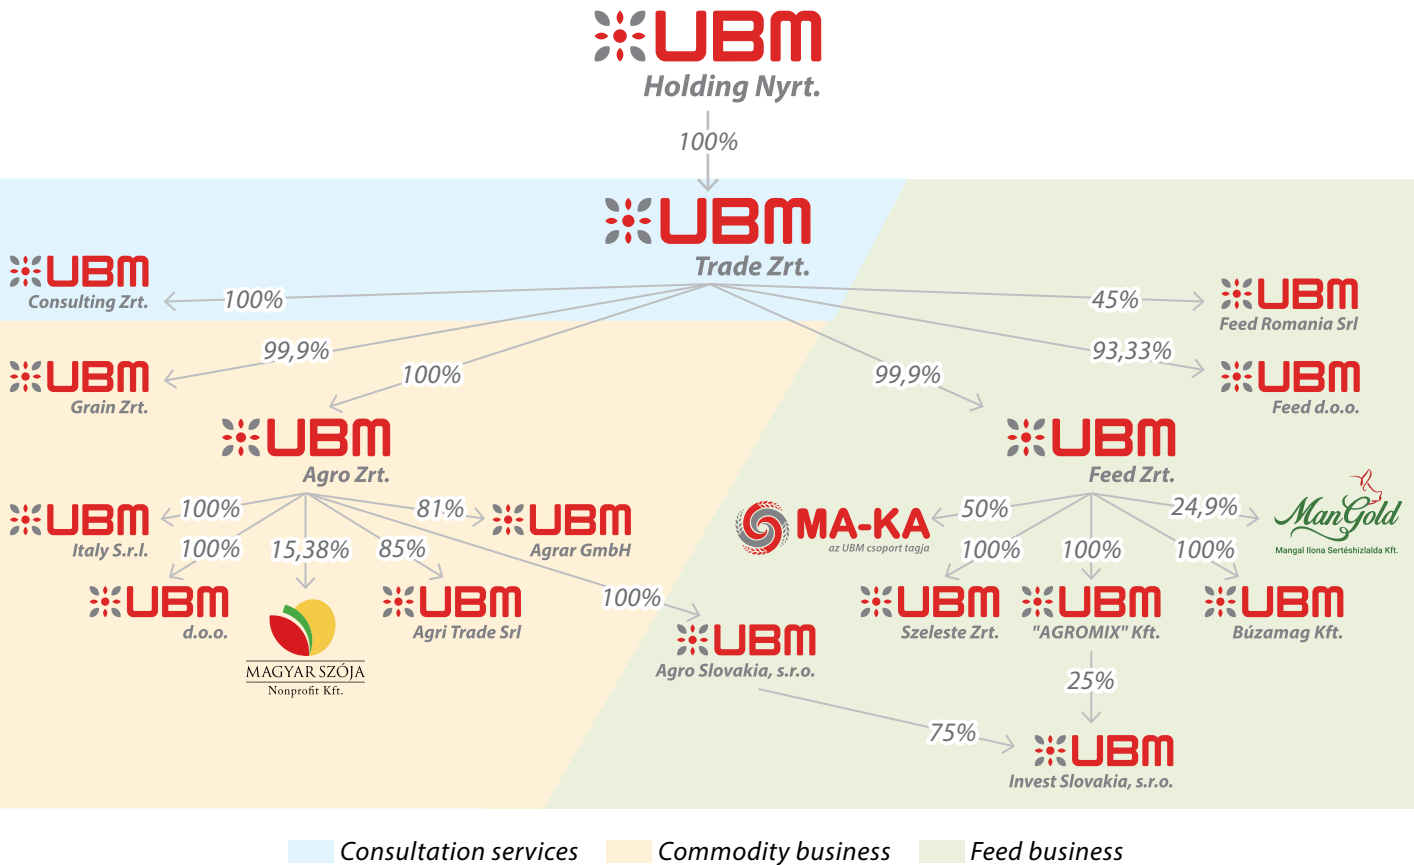 UBM
Holding Nyrt.
100%
UBM
Trade Zrt.
UBM
Consulting Zrt.
100%
45%
UBM
Feed Romania Srl
99,9%
UBM
Grain Zrt.
100%
99,9%
93,33%
UBM
Feed d.o.o.
UBM
Agro Zrt.
UBM
Feed Zrt.
100%
UBM
Italy S.r.l.
81%
UBM
Agrar GmbH
50%
MA-KA
az UBM csoport tagja
24,9%
ManGold
Mangal Ilona Sertéshizlalda Kft.
100%
15,38%
85%
100%
100%
100%
100%
UBM
d.o.o.
MAGYAR SZÓJA
Nonprofit Kft.
UBM
Agri Trade Srl
UBM
Agro Slovakia, s.r.o.
UBM
Szeleste Zrt.
UBM
"AGROMIX" Kft.
UBM
Búzamag Kft.
25%
75%
UBM
Invest Slovakia, s.r.o.
Consultation services
Commodity business
Feed business